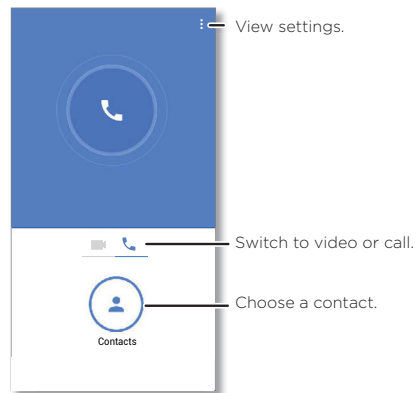 View settings.
Switch to video or call.
Choose a contact.
Contacts